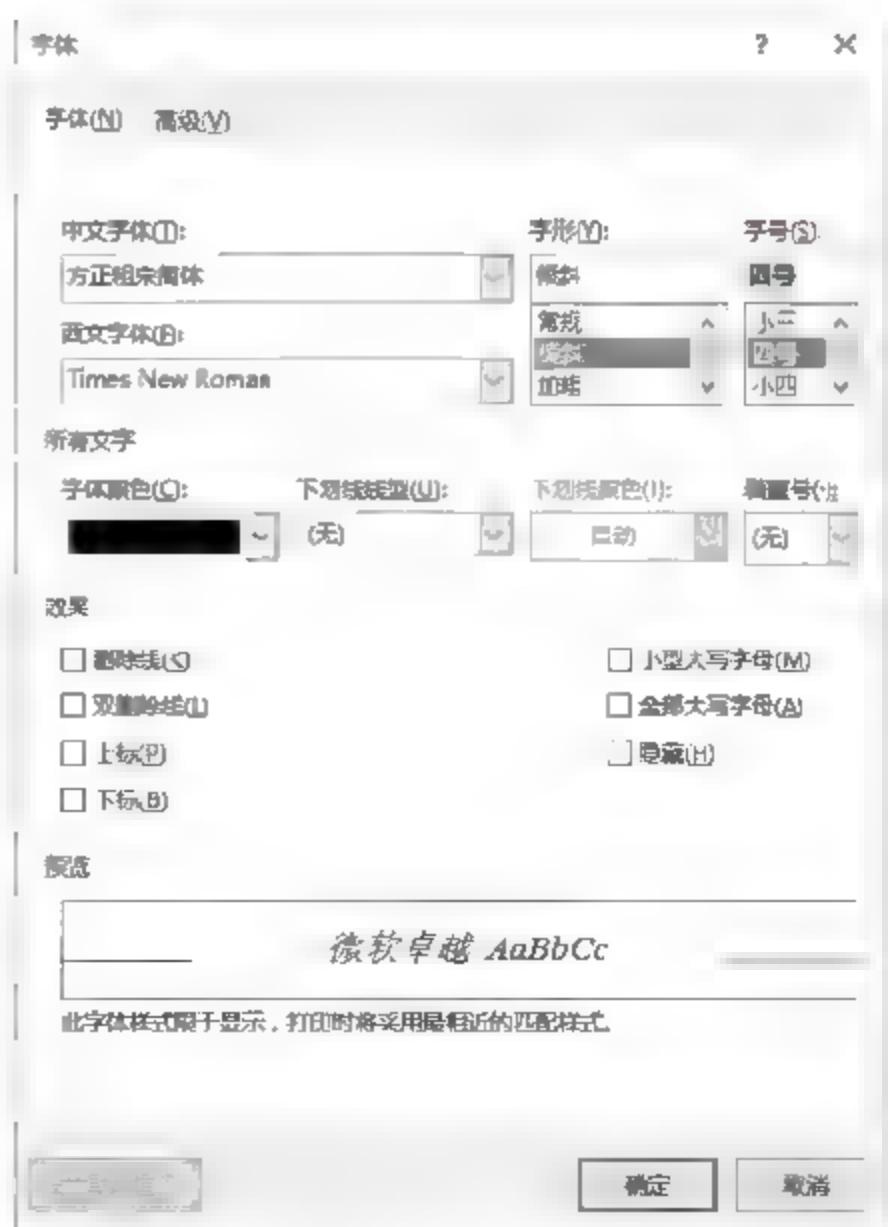 字体 ? ×
字体(N) 高级(V)
中文字体(T): 字形(Y): 字号(S)
方正粗宋简体 倾斜 四号
常规 小三
西文字体(F): 倾斜 四号
Times New Roman 加粗 小四
所有文字
字体颜色(C): 下划线线型(U): 下划线颜色(I): 着重号(·)
(无) 自动 (无)
效果
删除线(K) 小型大写字母(M)
双删除线(L) 全部大写字母(A)
上标(P) 隐藏(H)
下标(B)
预览
微软卓越 AaBbCc
此字体样式限于显示，打印时将采用最相近的匹配样式。
确定 取消